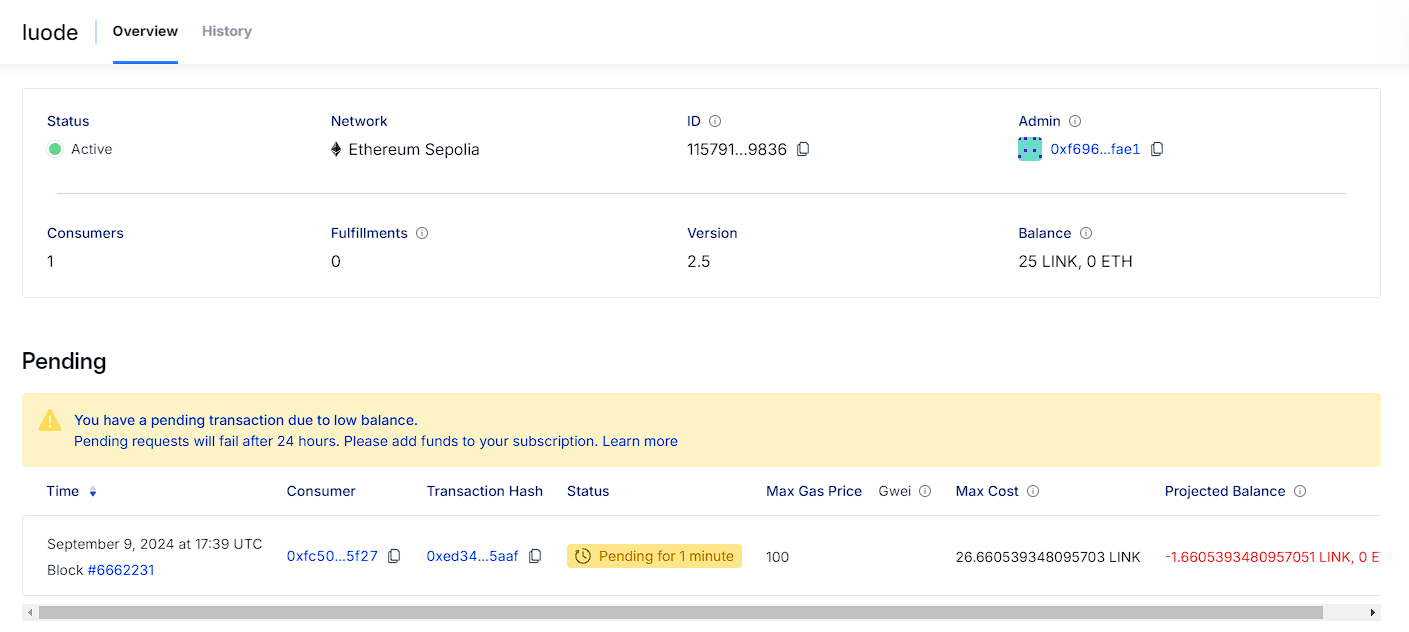 luode Overview History
Status Network ID Admin
Active Ethereum Sepolia 115791...9836 0xf696...fae1
Consumers Fulfillments Version Balance
1 0 2.5 25 LINK, 0 ETH
Pending
You have a pending transaction due to low balance.
Pending requests will fail after 24 hours. Please add funds to your subscription. Learn more
Time Consumer Transaction Hash Status Max Gas Price Gwei Max Cost Projected Balance
September 9, 2024 at 17:39 UTC
Block #6662231
0xfc50...5f27 0xed34...5aaf Pending for 1 minute 100 26.660539348095703 LINK -1.6605393480957051 LINK, 0 E